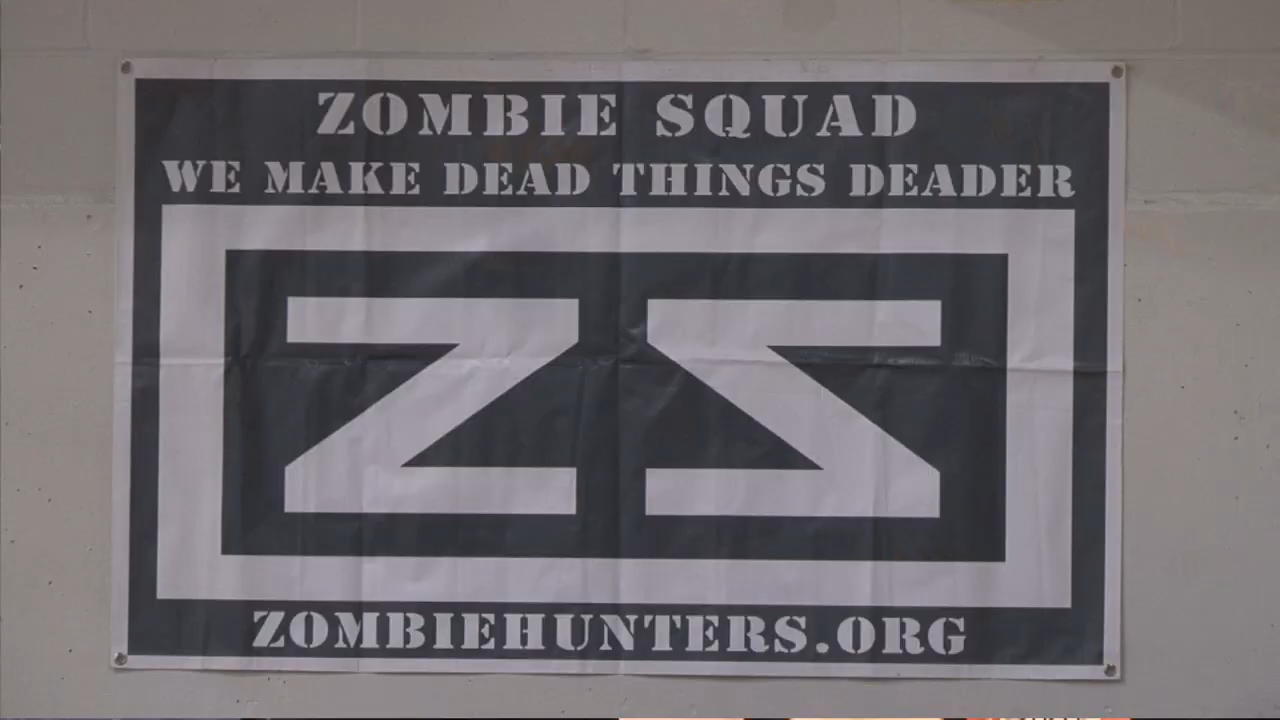 ZOMBIE SQUAD
WE MAKE DEAD THINGS DEADER
ZS
ZOMBIEHUNTERS.ORG